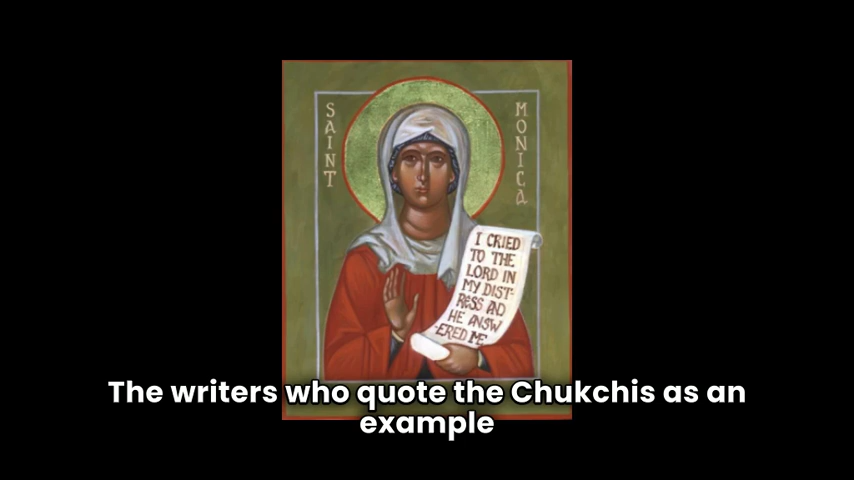 SAINT
MONICA
I CRIED
TO THE
LORD IN
MY DIST-
RESS AND
HE ANSW
-ERED ME
The writers who quote the Chukchis as an
example